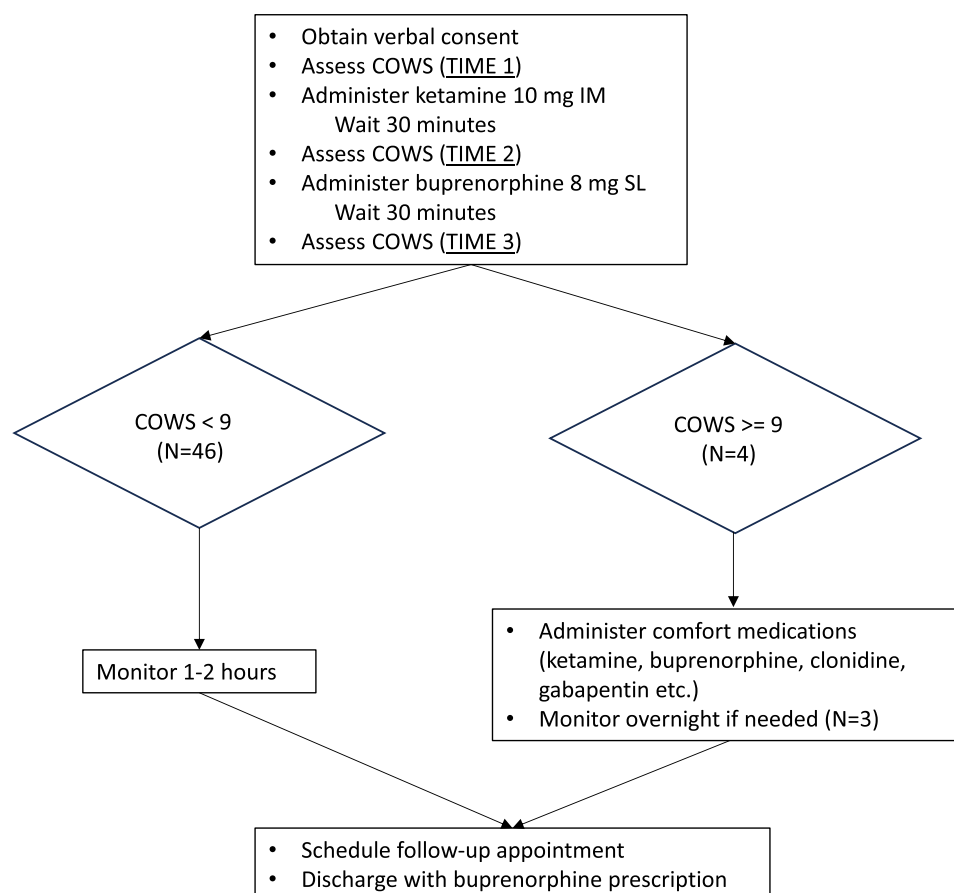 • Obtain verbal consent
• Assess COWS (TIME 1)
• Administer ketamine 10 mg IM
Wait 30 minutes
• Assess COWS (TIME 2)
• Administer buprenorphine 8 mg SL
Wait 30 minutes
• Assess COWS (TIME 3)
COWS < 9
(N=46)
COWS >= 9
(N=4)
Monitor 1-2 hours
• Administer comfort medications
(ketamine, buprenorphine, clonidine,
gabapentin etc.)
• Monitor overnight if needed (N=3)
• Schedule follow-up appointment
• Discharge with buprenorphine prescription